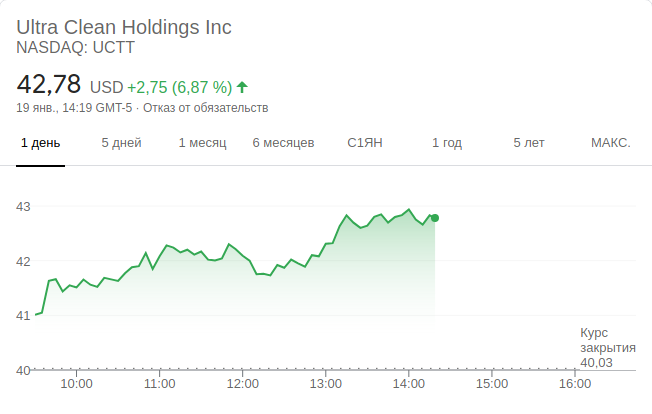 Ultra Clean Holdings Inc
NASDAQ: UCTT
42,78 USD +2,75 (6,87 %)
19 янв., 14:19 GMT-5 · Отказ от обязательств
1 день 5 дней 1 месяц 6 месяцев С1ЯН 1 год 5 лет МАКС.
43
42
41
Курс
закрытия
40,03
40
10:00 11:00 12:00 13:00 14:00 15:00 16:00